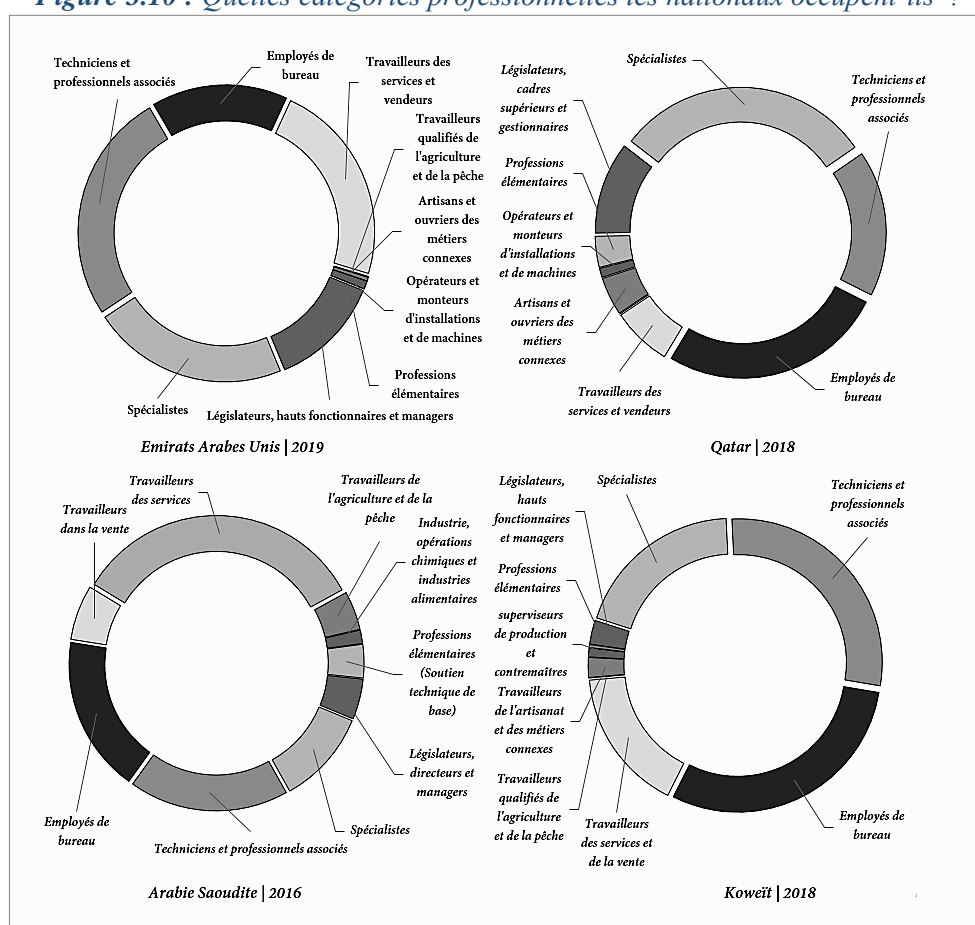 Figure 3.10 : Quelles catégories professionnelles les nationaux occupent-ils ?
Techniciens et
professionnels associés
Employés de
bureau
Travailleurs des
services et
vendeurs
Travailleurs
qualifiés de
l'agriculture
et de la pêche
Artisans et
ouvriers des
métiers
connexes
Opérateurs et
monteurs
d'installations
et de machines
Professions
élémentaires
Législateurs, hauts fonctionnaires et managers
Spécialistes
Emirats Arabes Unis | 2019
Législateurs,
cadres
supérieurs et
gestionnaires
Spécialistes
Techniciens et
professionnels
associés
Professions
élémentaires
Opérateurs et
monteurs
d'installations
et de machines
Artisans et
ouvriers des
métiers
connexes
Travailleurs des
services et vendeurs
Employés de
bureau
Qatar | 2018
Travailleurs
des services
Travailleurs
dans la vente
Travailleurs de
l'agriculture et de la
pêche
Industrie,
opérations
chimiques et
industries
alimentaires
Professions
élémentaires
(Soutien
technique de
base)
Législateurs,
directeurs et
managers
Spécialistes
Techniciens et professionnels associés
Employés de
bureau
Arabie Saoudite | 2016
Législateurs,
hauts
fonctionnaires
et managers
Spécialistes
Techniciens et
professionnels
associés
Professions
élémentaires
superviseurs
de production
et
contremaîtres
Travailleurs
de l'artisanat
et des métiers
connexes
Travailleurs
qualifiés de
l'agriculture
et de la pêche
Travailleurs
des services et
de la vente
Employés de
bureau
Koweït | 2018